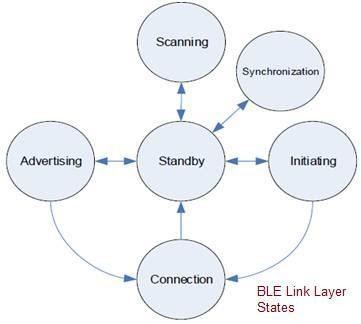 Scanning
Synchronization
Advertising
Standby
Initiating
Connection
BLE Link Layer
States